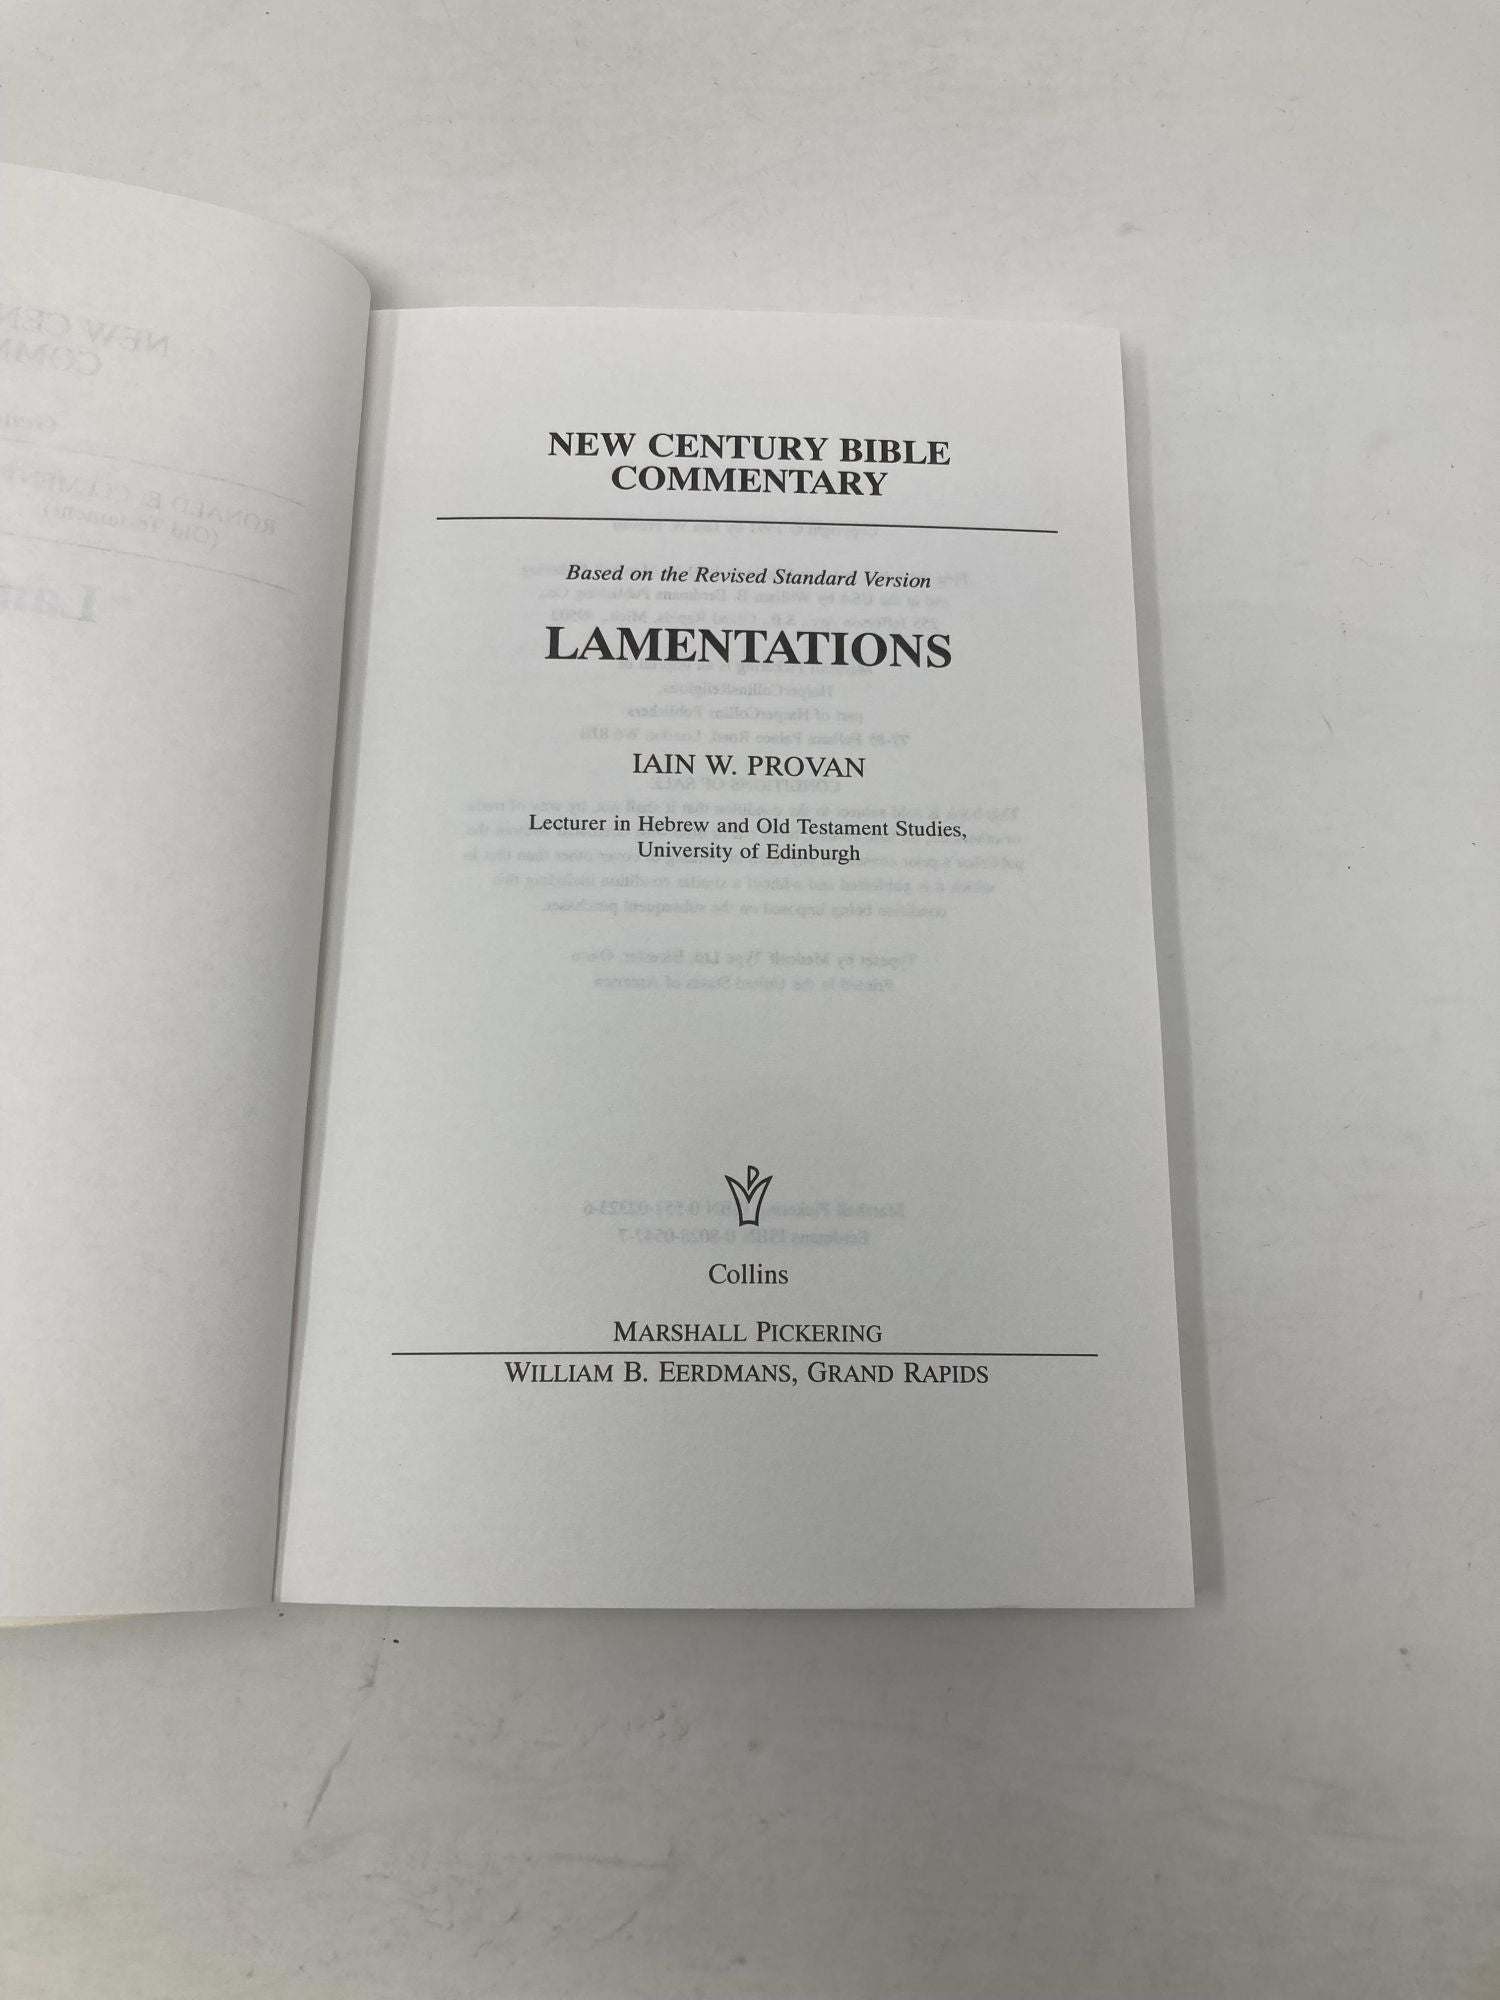 NEW CENTURY BIBLE
COMMENTARY
Based on the Revised Standard Version
LAMENTATIONS
IAIN W. PROVAN
Lecturer in Hebrew and Old Testament Studies,
University of Edinburgh
Collins
MARSHALL PICKERING
WILLIAM B. EERDMANS, GRAND RAPIDS